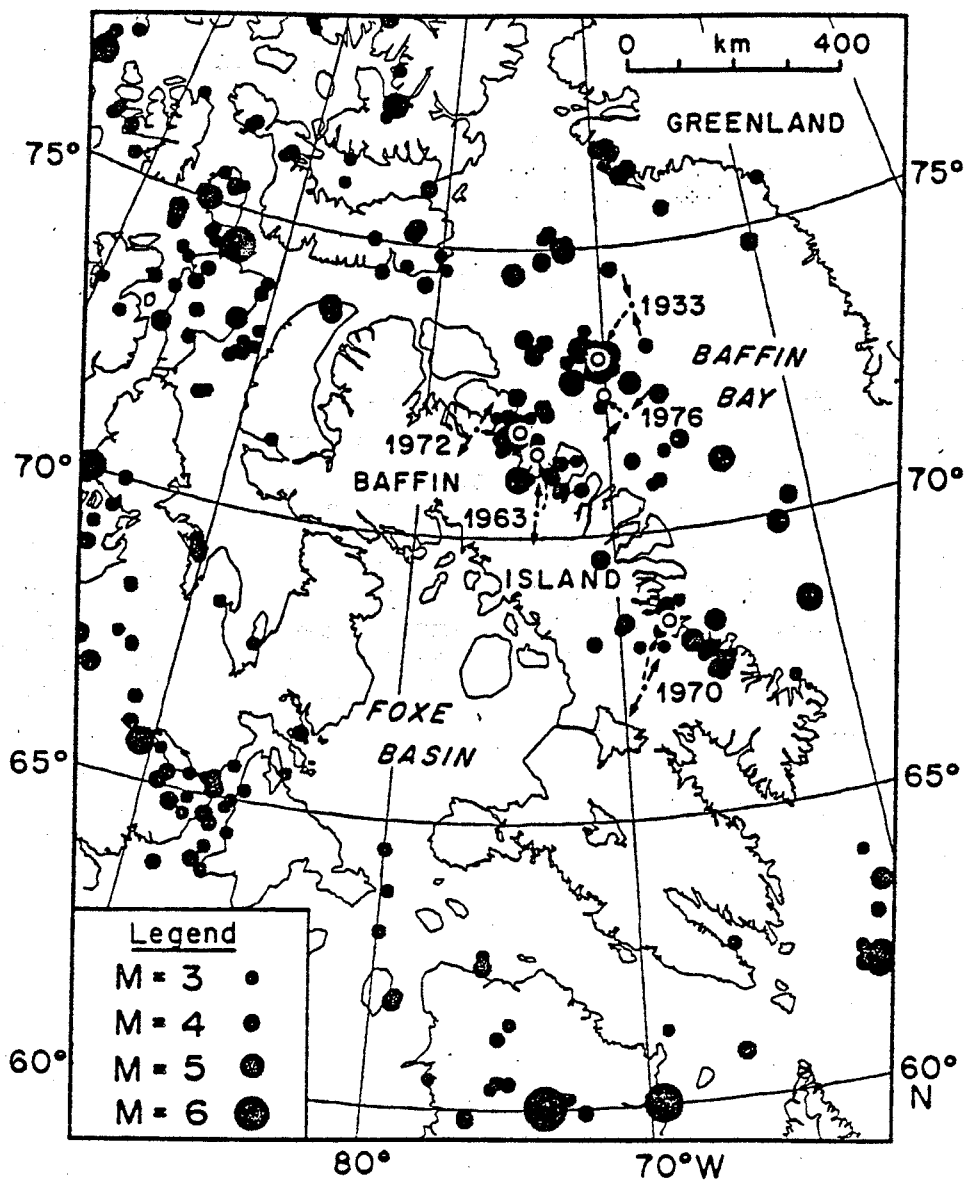 0 km 400
GREENLAND
75° 75°
1933
BAFFIN
BAY
1976
1972
70° BAFFIN 70°
1963
ISLAND
1970
FOXE
BASIN
65° 65°
Legend
M = 3
M = 4
M = 5
M = 6
60° 60°
N
80° 70°W